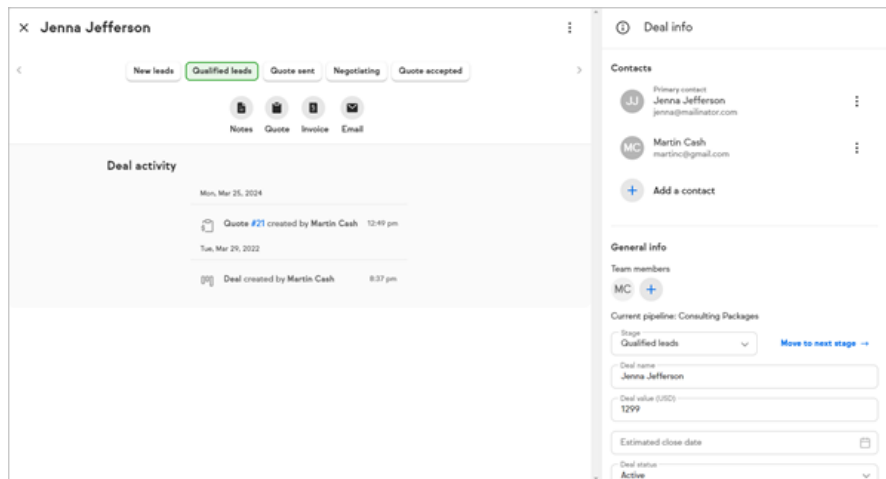 Jenna Jefferson
New leads
Qualified leads
Quote sent
Negotiating
Quote accepted
Notes
Quote
Invoice
Email
Deal activity
Mon, Mar 25, 2024
Quote #21 created by Martin Cash 12:49 pm
Tue, Mar 29, 2022
Deal created by Martin Cash 8:37 pm
Deal info
Contacts
JJ
Primary contact
Jenna Jefferson
jenna@mailinator.com
MC
Martin Cash
martinc@gmail.com
Add a contact
General info
Team members
MC
Current pipeline: Consulting Packages
Stage
Qualified leads
Move to next stage →
Deal name
Jenna Jefferson
Deal value (USD)
1299
Estimated close date
Deal status
Active